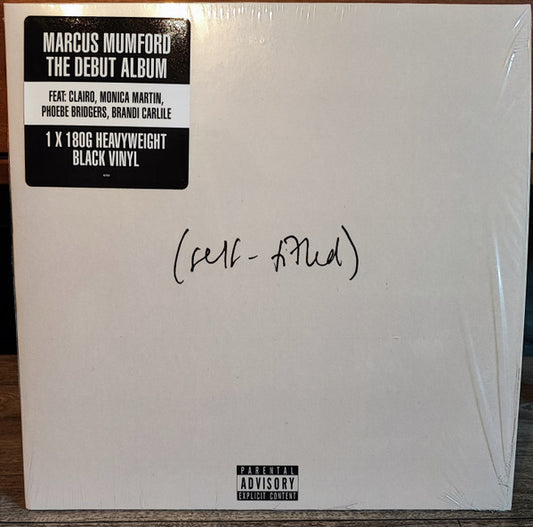 MARCUS MUMFORD
THE DEBUT ALBUM
FEAT: CLAIRO, MONICA MARTIN,
PHOEBE BRIDGERS, BRANDI CARLILE
1 X 180G HEAVYWEIGHT
BLACK VINYL
(self-titled)
PARENTAL
ADVISORY
EXPLICIT CONTENT